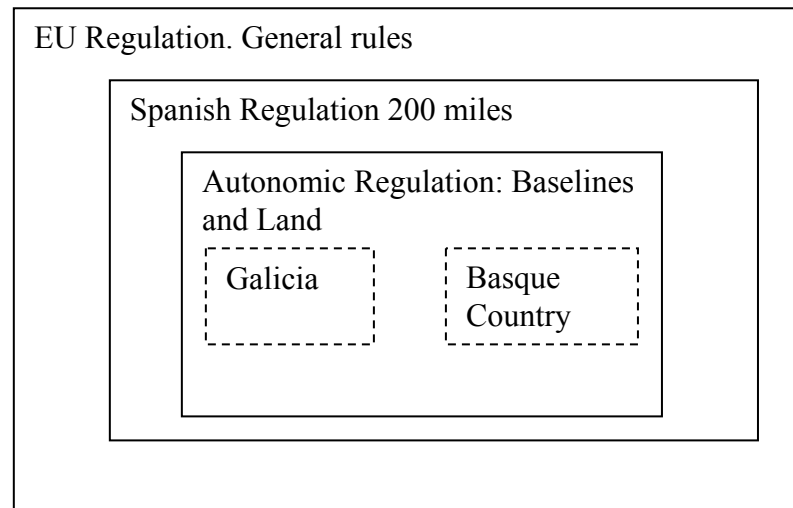 EU Regulation. General rules
Spanish Regulation 200 miles
Autonomic Regulation: Baselines
and Land
Galicia
Basque
Country